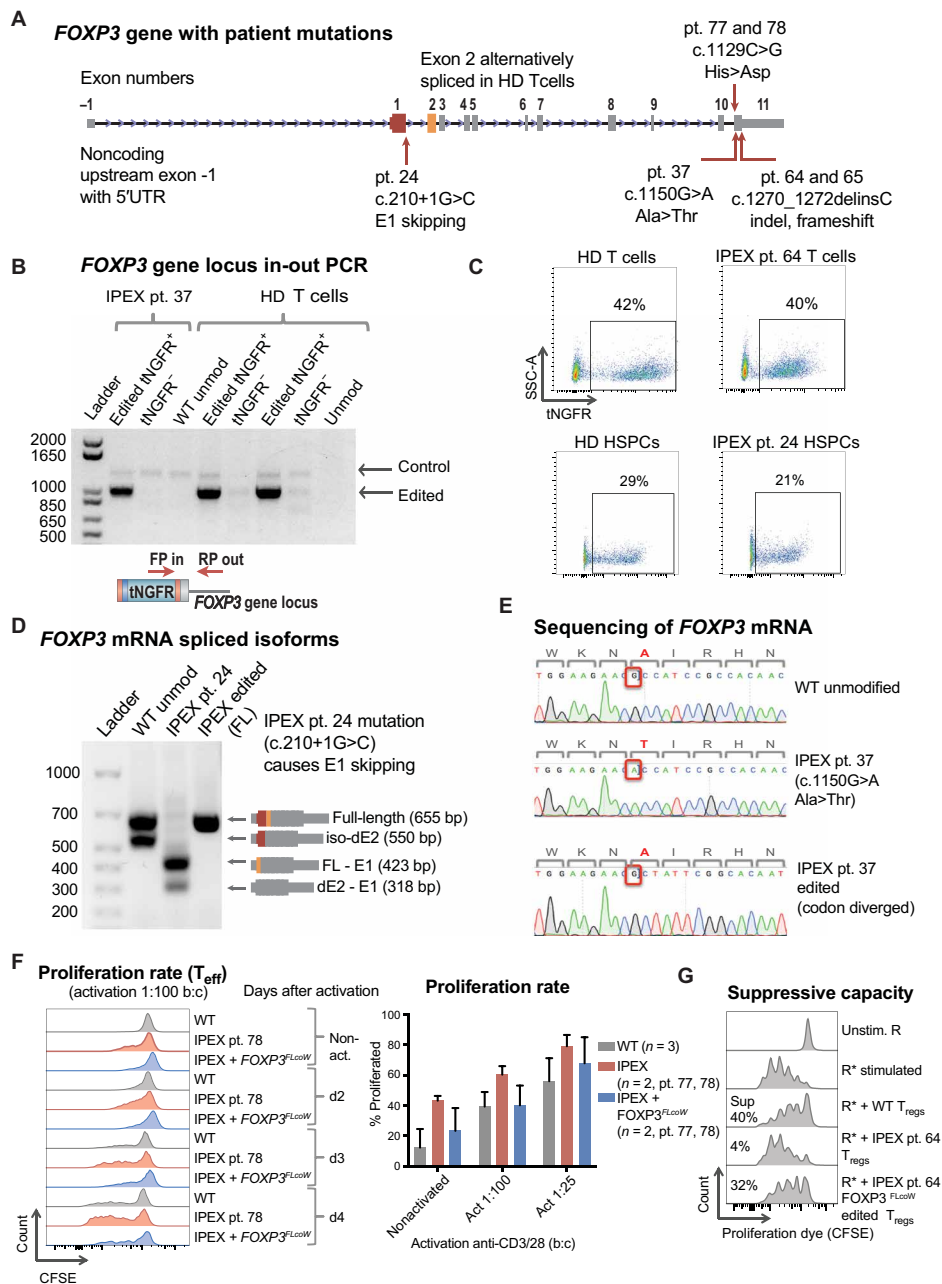 A
FOXP3 gene with patient mutations
pt. 77 and 78
c.1129C>G
His>Asp
Exon numbers
Exon 2 alternatively
spliced in HD Tcells
–1 1 2 3 4 5 6 7 8 9 10 11
Noncoding
upstream exon -1
with 5′UTR
pt. 24
c.210+1G>C
E1 skipping
pt. 37
c.1150G>A
Ala>Thr
pt. 64 and 65
c.1270_1272delinsC
indel, frameshift
B
FOXP3 gene locus in-out PCR
IPEX pt. 37
HD T cells
Ladder
Edited tNGFR+
tNGFR–
WT unmod
Edited tNGFR+
tNGFR–
Edited tNGFR+
tNGFR–
Unmod
2000
1650
1000
850
650
500
Control
Edited
FP in RP out
tNGFR
FOXP3 gene locus
C
HD T cells
IPEX pt. 64 T cells
42%
40%
SSC-A
tNGFR
HD HSPCs
IPEX pt. 24 HSPCs
29%
21%
D
FOXP3 mRNA spliced isoforms
Ladder
WT unmod
IPEX pt. 24
IPEX edited
(FL)
IPEX pt. 24 mutation
(c.210+1G>C)
causes E1 skipping
1000
700
500
400
300
200
Full-length (655 bp)
iso-dE2 (550 bp)
FL - E1 (423 bp)
dE2 - E1 (318 bp)
E
Sequencing of FOXP3 mRNA
W K N A I R H N
T G G A A G A A C G C C A T C C G C C A C A A C
WT unmodified
W K N T I R H N
T G G A A G A A C A C C A T C C G C C A C A A C
IPEX pt. 37
(c.1150G>A
Ala>Thr)
W K N A I R H N
T G G A A G A A C G C T A T T C G G C A C A A T
IPEX pt. 37
edited
(codon diverged)
F
Proliferation rate (Teff)
(activation 1:100 b:c)
Days after activation
WT
IPEX pt. 78
IPEX + FOXP3FLcoW
Non-
act.
WT
IPEX pt. 78
IPEX + FOXP3FLcoW
d2
WT
IPEX pt. 78
IPEX + FOXP3FLcoW
d3
WT
IPEX pt. 78
IPEX + FOXP3FLcoW
d4
Count
CFSE
Proliferation rate
% Proliferated
100
80
60
40
20
0
Nonactivated
Act 1:100
Act 1:25
Activation anti-CD3/28 (b:c)
WT (n = 3)
IPEX
(n = 2, pt. 77, 78)
IPEX +
FOXP3FLcoW
(n = 2, pt. 77, 78)
G
Suppressive capacity
Unstim. R
R* stimulated
Sup
40%
R* + WT Tregs
4%
R* + IPEX pt. 64
Tregs
32%
R* + IPEX pt. 64
FOXP3 FLcoW
edited Tregs
Count
Proliferation dye (CFSE)